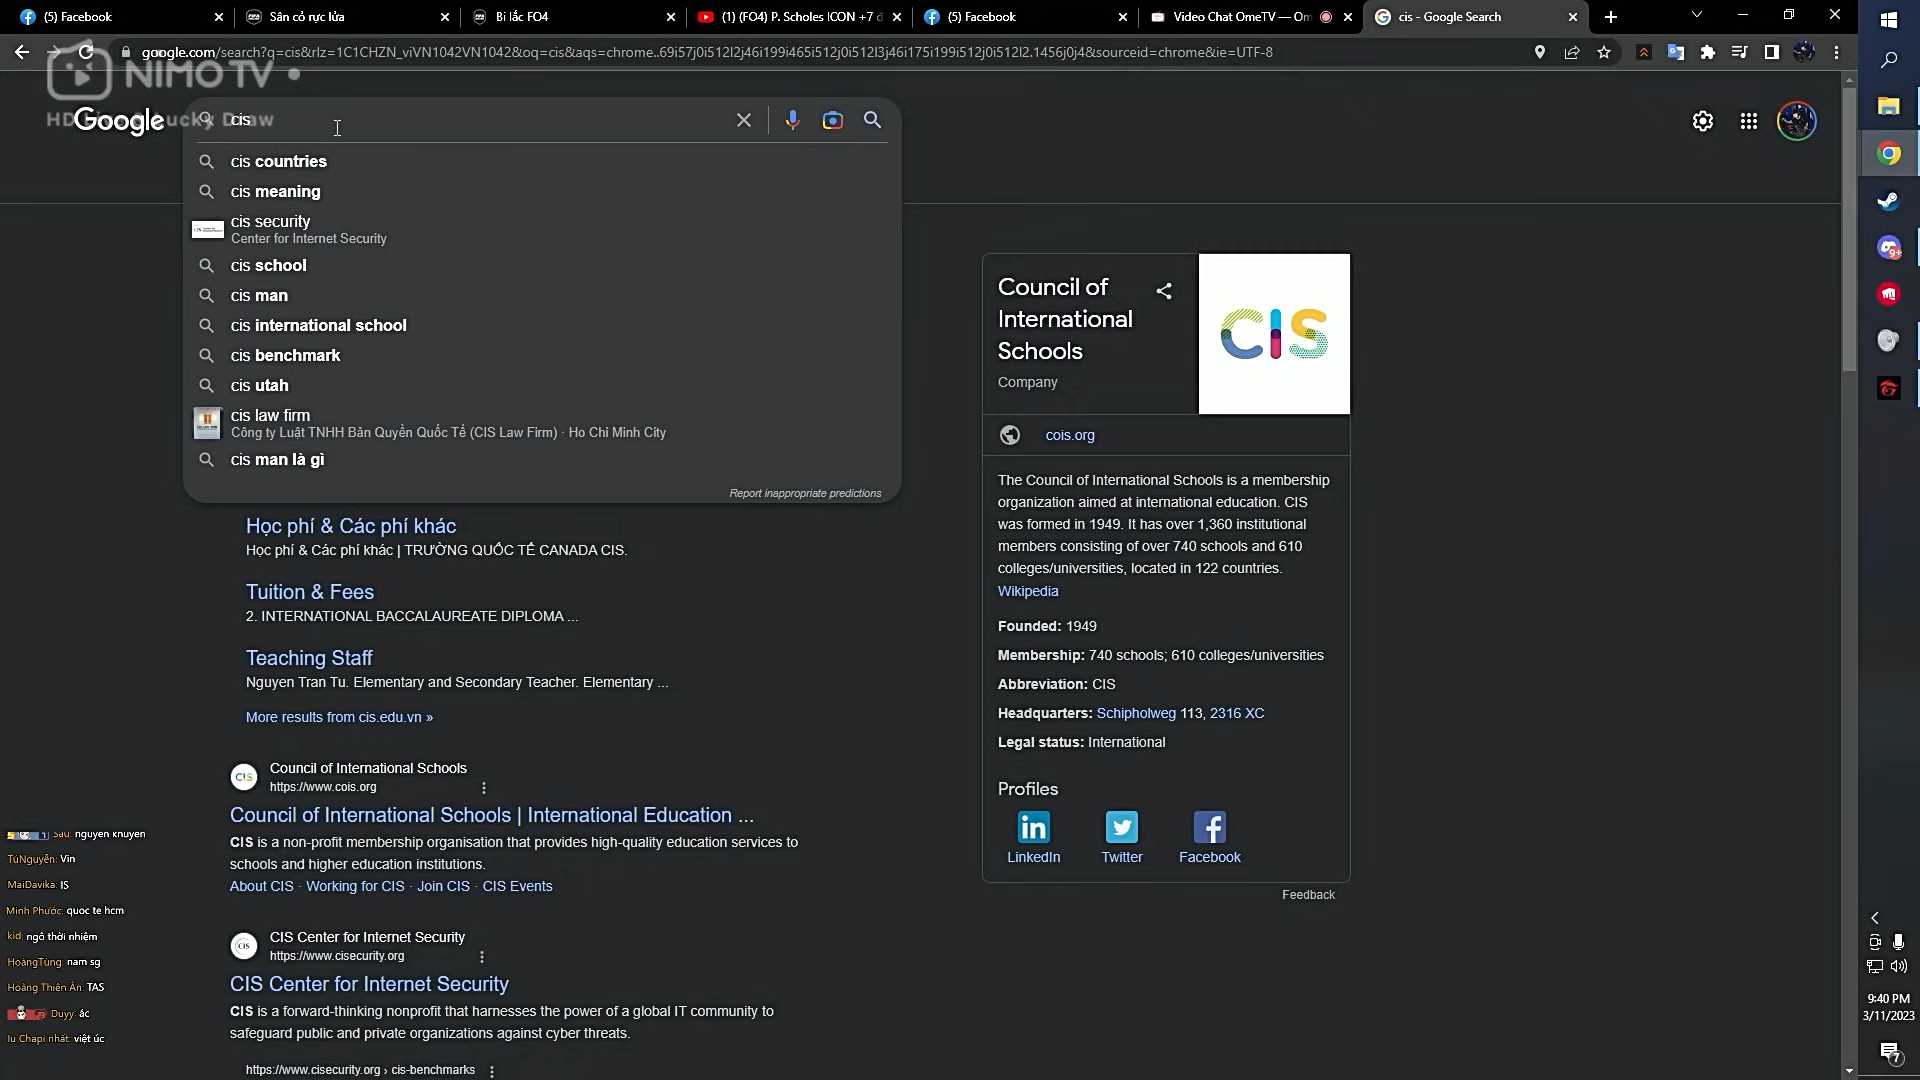 (5) Facebook
Sân cỏ rực lửa
Bi lắc FO4
(1) (FO4) P. Scholes ICON +7 đ
(5) Facebook
Video Chat OmeTV — Om
cis - Google Search
google.com/search?q=cis&rlz=1C1CHZN_viVN1042VN1042&oq=cis&aqs=chrome..69i57j0i512l2j46i199i465i512j0i512l3j46i175i199i512j0i512l2.1456j0j4&sourceid=chrome&ie=UTF-8
NIMO TV
Google
cis
cis countries
cis meaning
cis security
Center for Internet Security
cis school
cis man
cis international school
cis benchmark
cis utah
cis law firm
Công ty Luật TNHH Bản Quyền Quốc Tế (CIS Law Firm) · Ho Chi Minh City
cis man là gì
Report inappropriate predictions
Học phí & Các phí khác
Học phí & Các phí khác | TRƯỜNG QUỐC TẾ CANADA CIS.
Tuition & Fees
2. INTERNATIONAL BACCALAUREATE DIPLOMA ...
Teaching Staff
Nguyen Tran Tu. Elementary and Secondary Teacher. Elementary ...
More results from cis.edu.vn »
CIS
Council of International Schools
https://www.cois.org
Council of International Schools | International Education ...
CIS is a non-profit membership organisation that provides high-quality education services to
schools and higher education institutions.
About CIS · Working for CIS · Join CIS · CIS Events
CIS
CIS Center for Internet Security
https://www.cisecurity.org
CIS Center for Internet Security
CIS is a forward-thinking nonprofit that harnesses the power of a global IT community to
safeguard public and private organizations against cyber threats.
https://www.cisecurity.org › cis-benchmarks
Council of
International
Schools
Company
CIS
cois.org
The Council of International Schools is a membership
organization aimed at international education. CIS
was formed in 1949. It has over 1,360 institutional
members consisting of over 740 schools and 610
colleges/universities, located in 122 countries.
Wikipedia
Founded: 1949
Membership: 740 schools; 610 colleges/universities
Abbreviation: CIS
Headquarters: Schipholweg 113, 2316 XC
Legal status: International
Profiles
LinkedIn
Twitter
Facebook
Feedback
Sau: nguyen khuyen
TúNguyễn: Vin
MaiDavika: IS
Minh Phước: quoc te hcm
kid: ngô thời nhiệm
HoàngTùng: nam sg
Hoàng Thiên Ân: TAS
Duyy: ác
Iu Chapi nhất: việt úc
9+
9:40 PM
3/11/2023
7